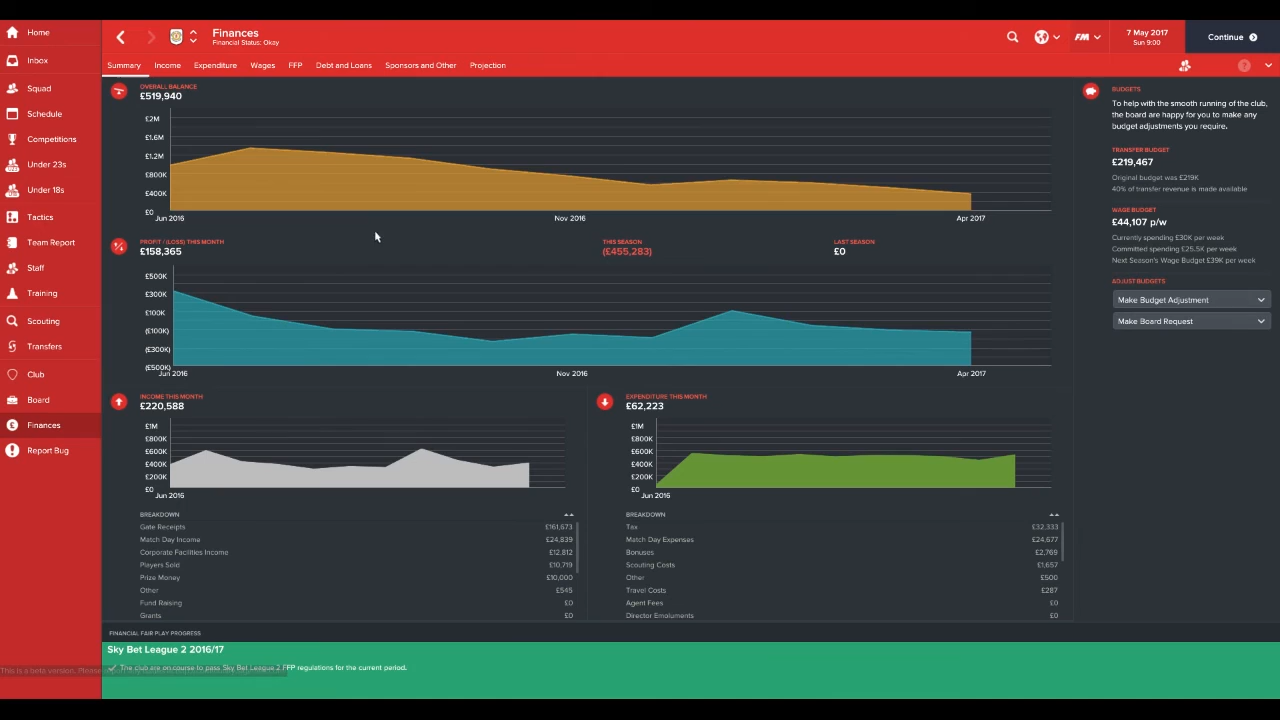 Home
Inbox
Squad
Schedule
Competitions
Under 23s
Under 18s
Tactics
Team Report
Staff
Training
Scouting
Transfers
Club
Board
Finances
Report Bug
Finances
Financial Status: Okay
FM
7 May 2017
Sun 9:00
Continue
Summary
Income
Expenditure
Wages
FFP
Debt and Loans
Sponsors and Other
Projection
OVERALL BALANCE
£519,940
£2M
£1.6M
£1.2M
£800K
£400K
£0
Jun 2016
Nov 2016
Apr 2017
PROFIT / (LOSS) THIS MONTH
£158,365
THIS SEASON
(£455,283)
LAST SEASON
£0
£500K
£300K
£100K
(£100K)
(£300K)
(£500K)
Jun 2016
Nov 2016
Apr 2017
INCOME THIS MONTH
£220,588
£1M
£800K
£600K
£400K
£200K
£0
Jun 2016
BREAKDOWN
Gate Receipts £161,673
Match Day Income £24,839
Corporate Facilities Income £12,812
Players Sold £10,719
Prize Money £10,000
Other £545
Fund Raising £0
Grants £0
EXPENDITURE THIS MONTH
£62,223
£1M
£800K
£600K
£400K
£200K
£0
Jun 2016
BREAKDOWN
Tax £32,333
Match Day Expenses £24,677
Bonuses £2,769
Scouting Costs £1,657
Other £500
Travel Costs £287
Agent Fees £0
Director Emoluments £0
BUDGETS
To help with the smooth running of the club,
the board are happy for you to make any
budget adjustments you require.
TRANSFER BUDGET
£219,467
Original budget was £219K
40% of transfer revenue is made available
WAGE BUDGET
£44,107 p/w
Currently spending £30K per week
Committed spending £25.5K per week
Next Season's Wage Budget £39K per week
ADJUST BUDGETS
Make Budget Adjustment
Make Board Request
FINANCIAL FAIR PLAY PROGRESS
Sky Bet League 2 2016/17
The club are on course to pass Sky Bet League 2 FFP regulations for the current period.
This is a beta version. Please